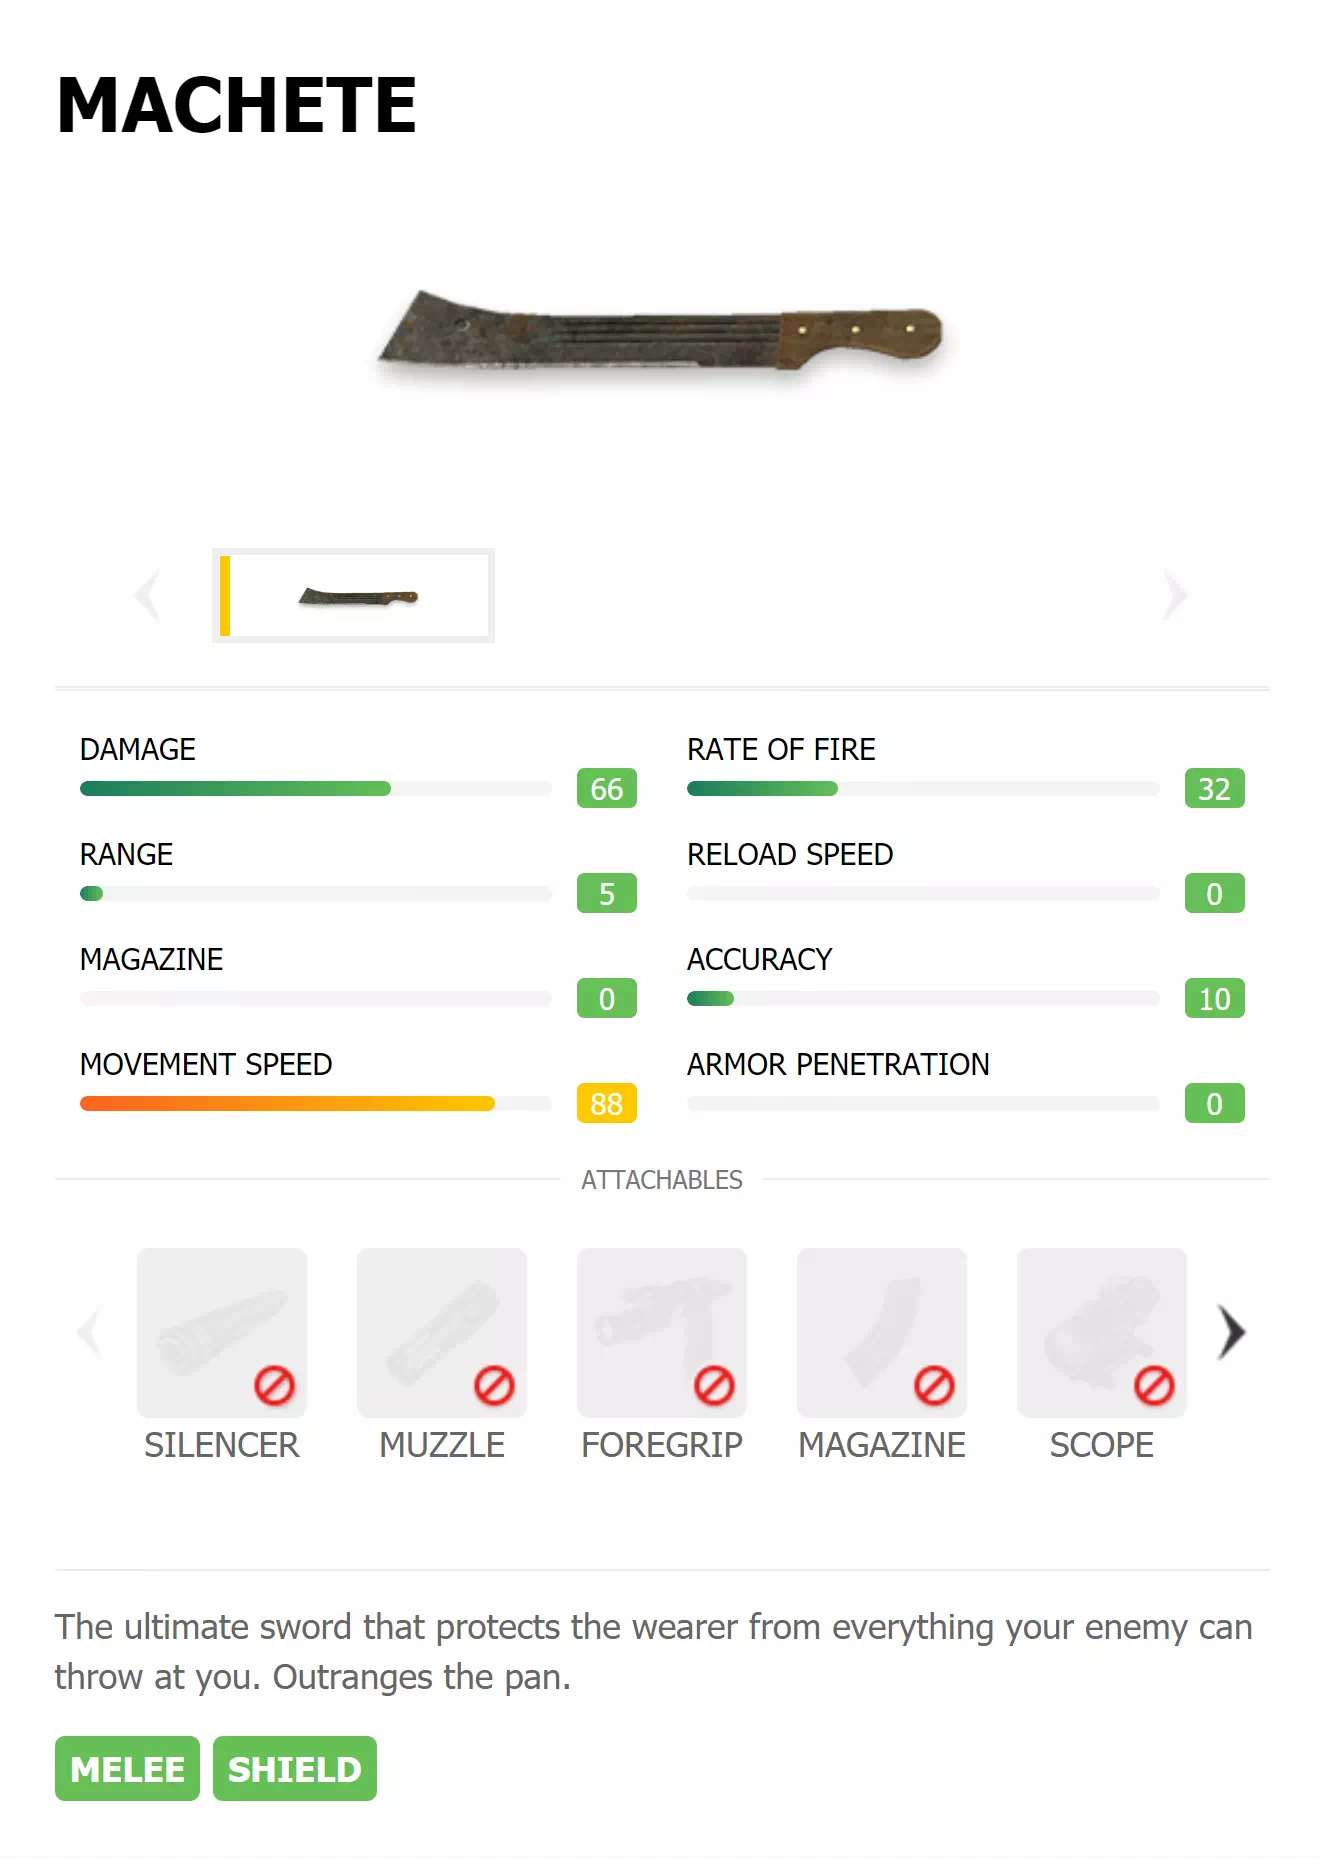 MACHETE
DAMAGE
66
RATE OF FIRE
32
RANGE
5
RELOAD SPEED
0
MAGAZINE
0
ACCURACY
10
MOVEMENT SPEED
88
ARMOR PENETRATION
0
ATTACHABLES
SILENCER
MUZZLE
FOREGRIP
MAGAZINE
SCOPE
The ultimate sword that protects the wearer from everything your enemy can
throw at you. Outranges the pan.
MELEE
SHIELD